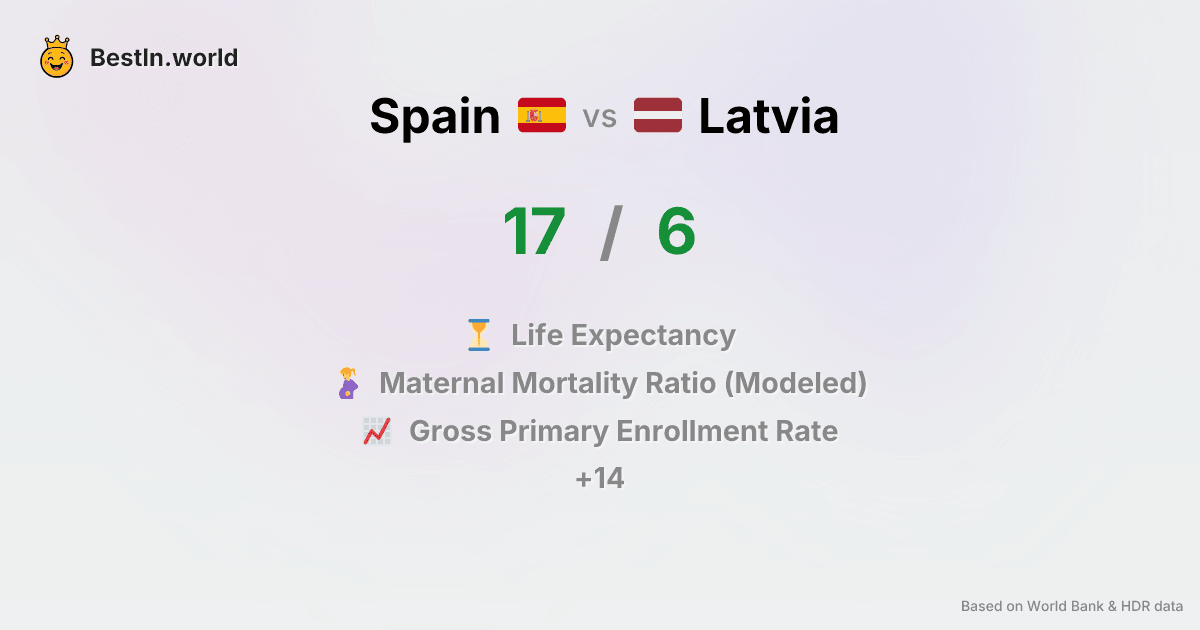 BestIn.world
Spain vs Latvia
17 / 6
Life Expectancy
Maternal Mortality Ratio (Modeled)
Gross Primary Enrollment Rate
+14
Based on World Bank & HDR data